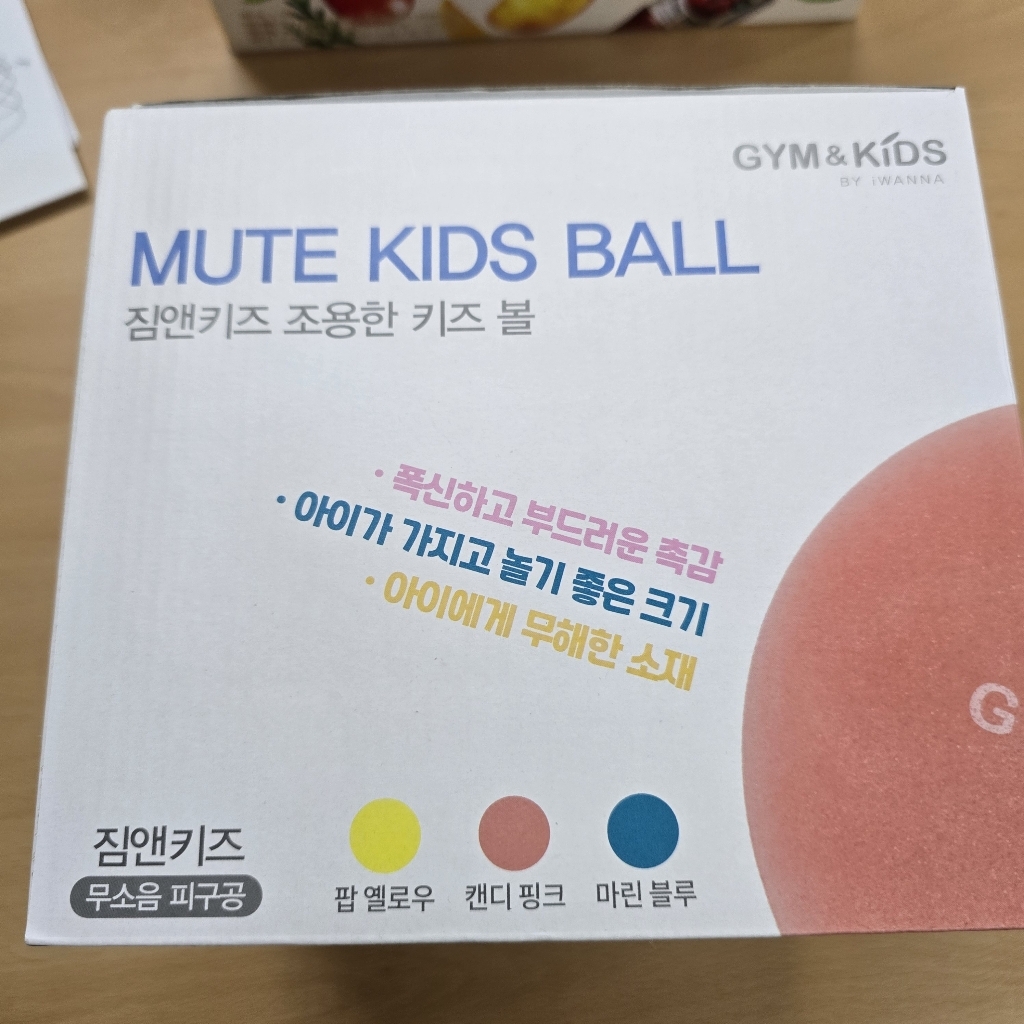 GYM & KiDS
BY iWANNA
MUTE KIDS BALL
짐앤키즈 조용한 키즈 볼
• 폭신하고 부드러운 촉감
• 아이가 가지고 놀기 좋은 크기
• 아이에게 무해한 소재
G
짐앤키즈
무소음 피구공
팝 옐로우
캔디 핑크
마린 블루